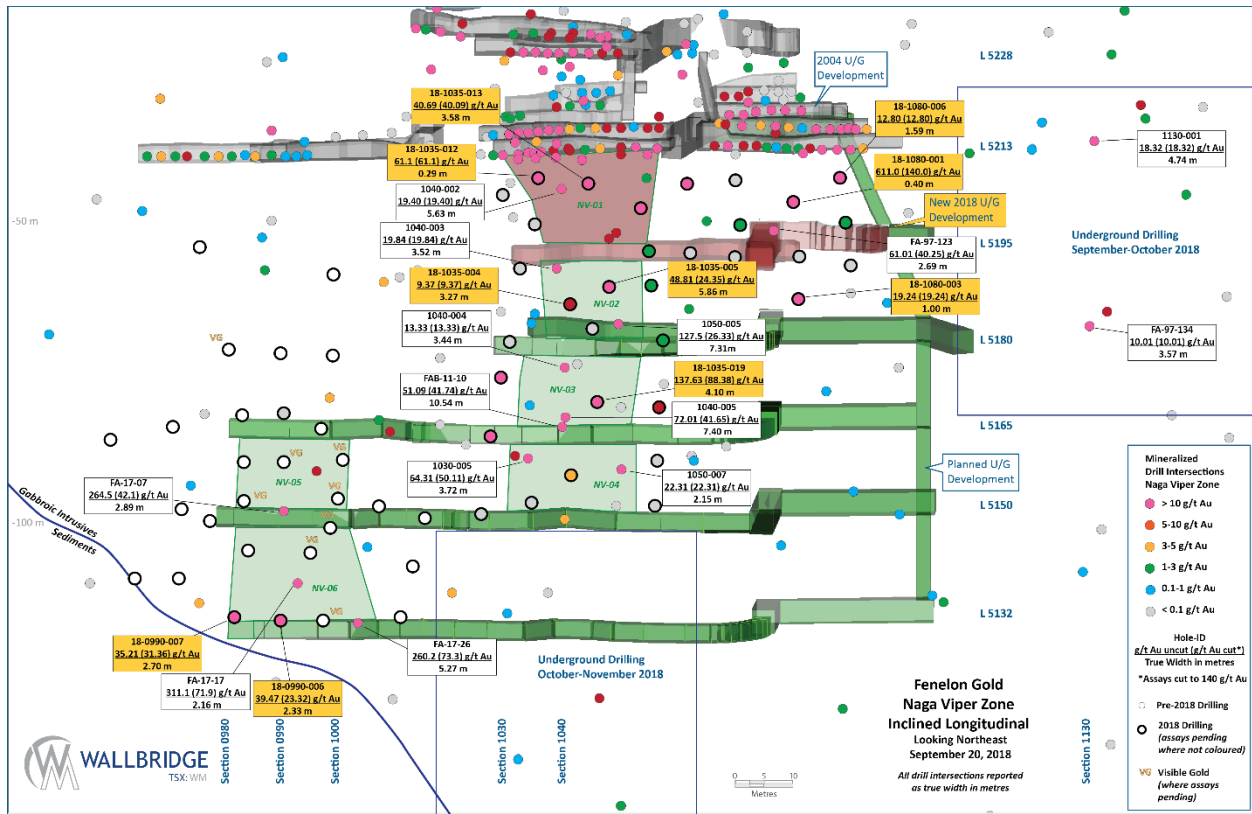 L 5228
2004 U/G
Development
18-1035-013
40.69 (40.09) g/t Au
3.58 m
18-1080-006
12.80 (12.80) g/t Au
1.59 m
1130-001
18.32 (18.32) g/t Au
4.74 m
L 5213
18-1035-012
61.1 (61.1) g/t Au
0.29 m
18-1080-001
611.0 (140.0) g/t Au
0.40 m
1040-002
19.40 (19.40) g/t Au
5.63 m
NV-01
New 2018 U/G
Development
-50 m
1040-003
19.84 (19.84) g/t Au
3.52 m
FA-97-123
61.01 (40.25) g/t Au
2.69 m
L 5195
Underground Drilling
September-October 2018
18-1035-004
9.37 (9.37) g/t Au
3.27 m
18-1035-005
48.81 (24.35) g/t Au
5.86 m
18-1080-003
19.24 (19.24) g/t Au
1.00 m
NV-02
1040-004
13.33 (13.33) g/t Au
3.44 m
1050-005
127.5 (26.33) g/t Au
7.31m
FA-97-134
10.01 (10.01) g/t Au
3.57 m
VG
L 5180
FAB-11-10
51.09 (41.74) g/t Au
10.54 m
NV-03
18-1035-019
137.63 (88.38) g/t Au
4.10 m
1040-005
72.01 (41.65) g/t Au
7.40 m
L 5165
VG
VG
VG
1030-005
64.31 (50.11) g/t Au
3.72 m
1050-007
22.31 (22.31) g/t Au
2.15 m
Planned U/G
Development
FA-17-07
264.5 (42.1) g/t Au
2.89 m
NV-05
NV-04
VG
VG
L 5150
Gabbroic Intrusives
Sediments
-100 m
VG
VG
NV-06
VG
L 5132
18-0990-007
35.21 (31.36) g/t Au
2.70 m
FA-17-17
311.1 (71.9) g/t Au
2.16 m
18-0990-006
39.47 (23.32) g/t Au
2.33 m
FA-17-26
260.2 (73.3) g/t Au
5.27 m
Underground Drilling
October-November 2018
Mineralized
Drill Intersections
Naga Viper Zone
> 10 g/t Au
5-10 g/t Au
3-5 g/t Au
1-3 g/t Au
0.1-1 g/t Au
< 0.1 g/t Au
Hole-ID
g/t Au uncut (g/t Au cut*)
True Width in metres
*Assays cut to 140 g/t Au
Pre-2018 Drilling
2018 Drilling
(assays pending
where not coloured)
VG
Visible Gold
(where assays
pending)
Fenelon Gold
Naga Viper Zone
Inclined Longitudinal
Looking Northeast
September 20, 2018
All drill intersections reported
as true width in metres
0 5 10
Metres
Section 0980
Section 0990
Section 1000
Section 1030
Section 1040
Section 1130
WALLBRIDGE
TSX: WM